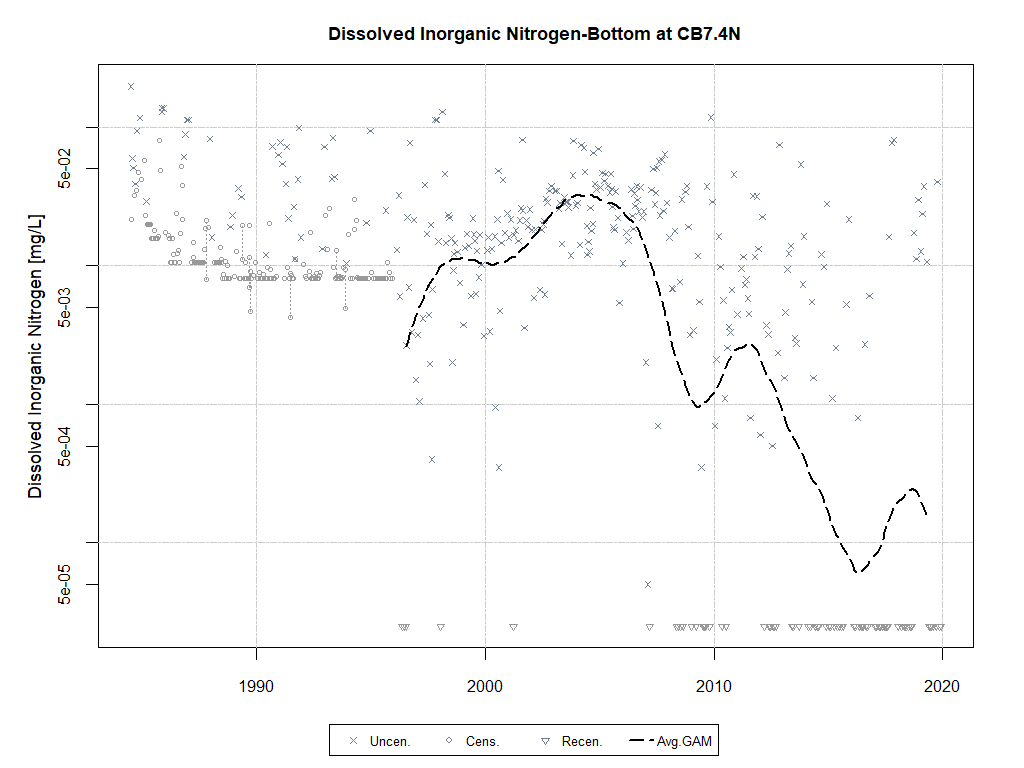 Dissolved Inorganic Nitrogen-Bottom at CB7.4N
Dissolved Inorganic Nitrogen [mg/L]
5e-02
5e-03
5e-04
5e-05
1990 2000 2010 2020
Uncen. Cens. Recen. Avg.GAM